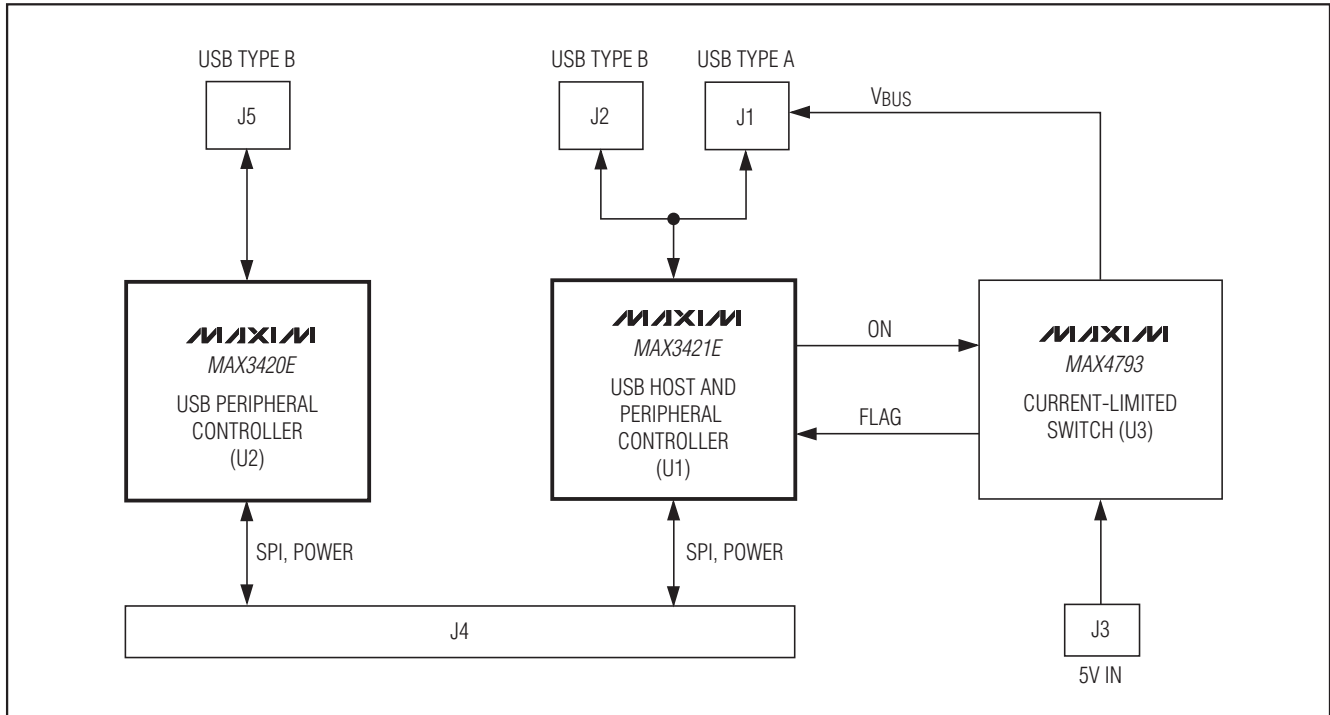 USB TYPE B
USB TYPE B
USB TYPE A
J5
J2
J1
VBUS
MAXIM
MAX3420E
USB PERIPHERAL
CONTROLLER
(U2)
MAXIM
MAX3421E
USB HOST AND
PERIPHERAL
CONTROLLER
(U1)
ON
FLAG
MAXIM
MAX4793
CURRENT-LIMITED
SWITCH (U3)
SPI, POWER
SPI, POWER
J4
J3
5V IN